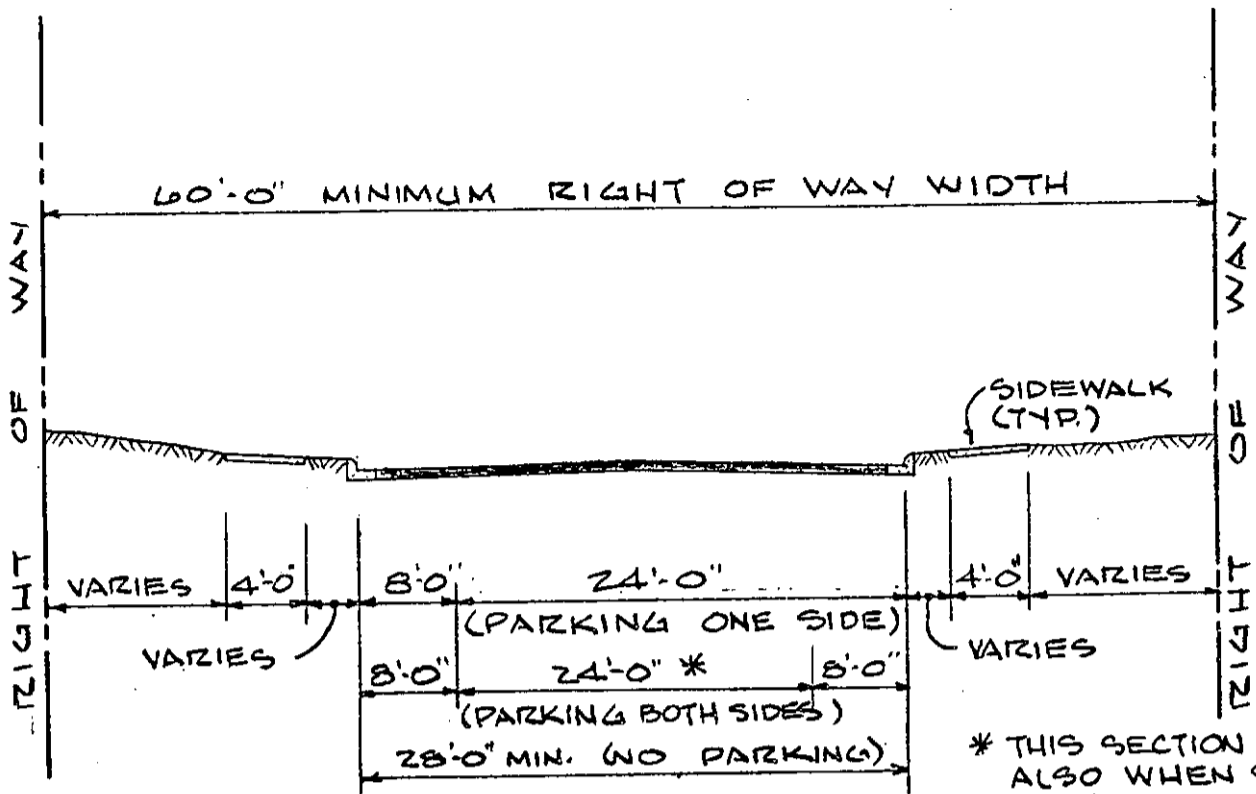 60'-0" MINIMUM RIGHT OF WAY WIDTH
RIGHT OF WAY
RIGHT OF WAY
SIDEWALK
(TYP.)
VARIES
4'-0"
8'-0"
24'-0"
4'-0"
VARIES
(PARKING ONE SIDE)
VARIES
VARIES
8'-0"
24'-0" *
8'-0"
(PARKING BOTH SIDES)
28'-0" MIN. (NO PARKING)
* THIS SECTION
ALSO WHEN